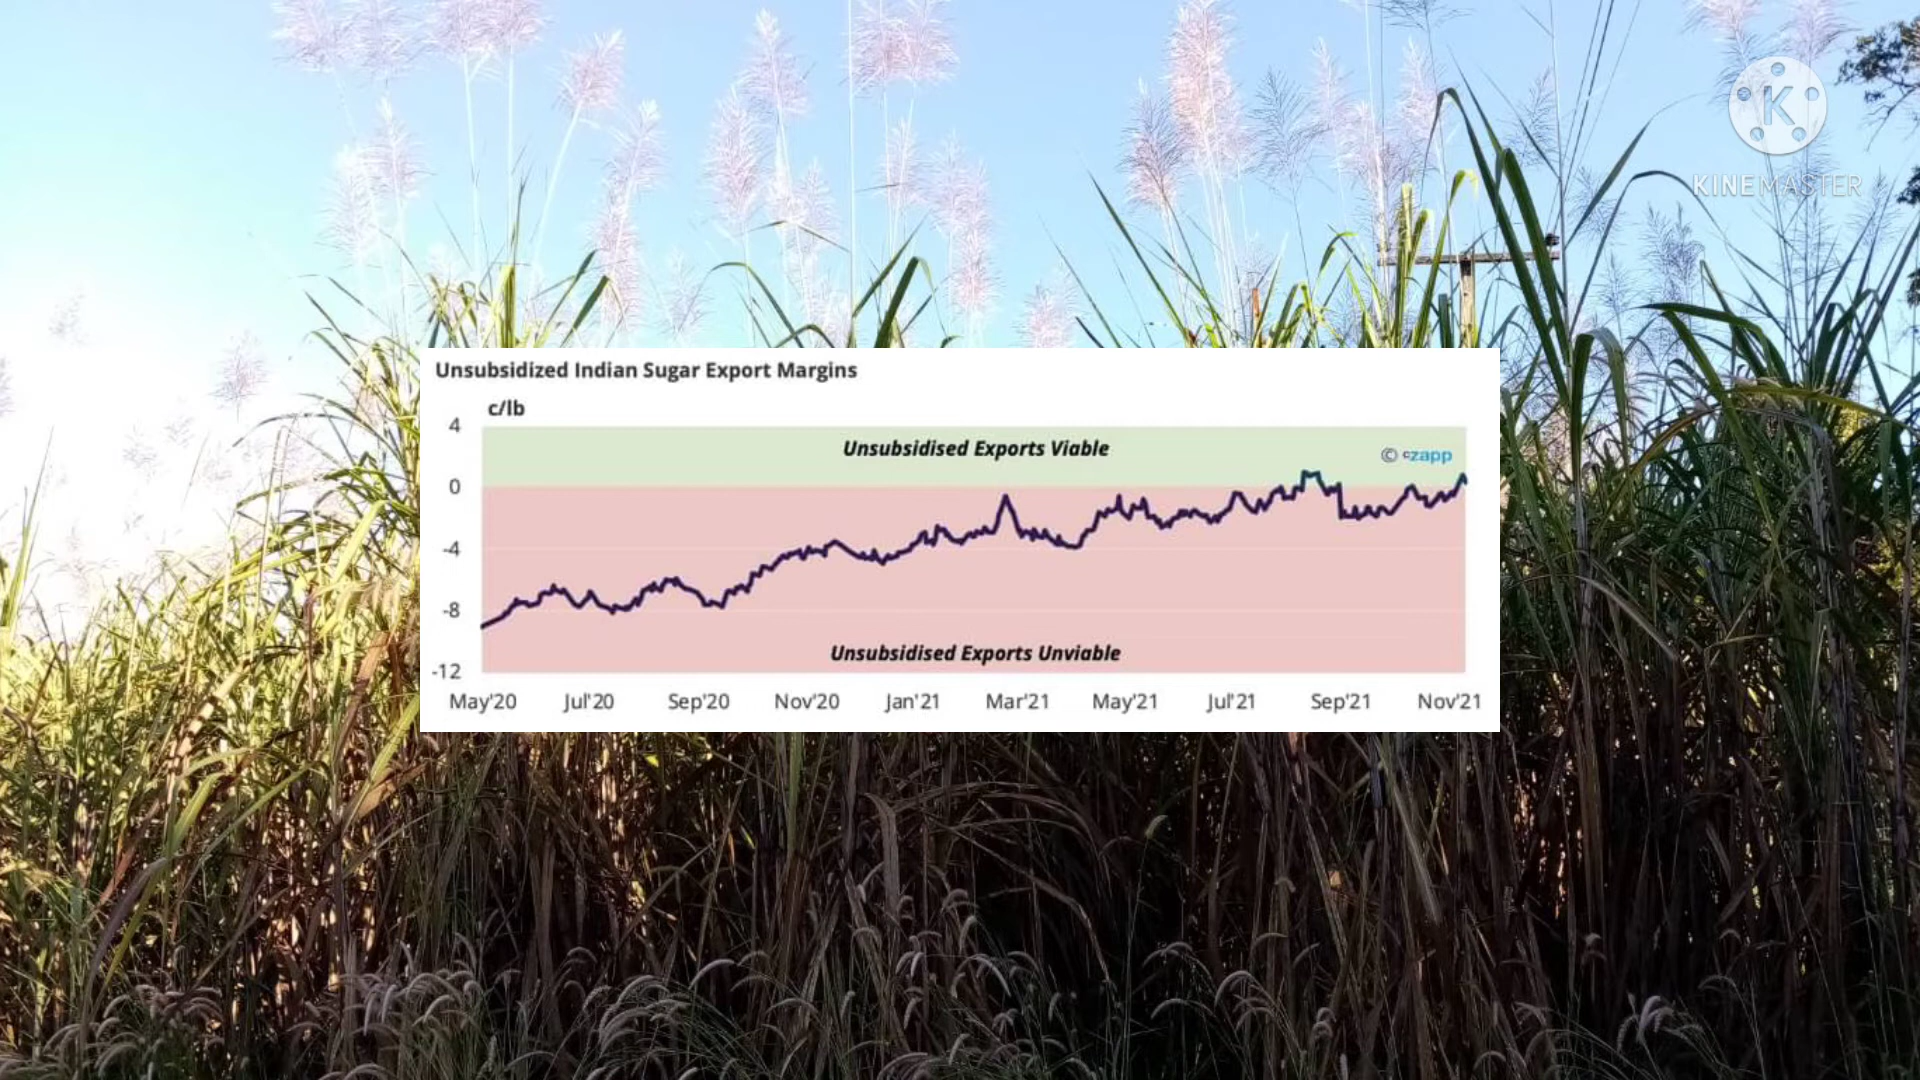 K
KINEMASTER
Unsubsidized Indian Sugar Export Margins
c/lb
4
Unsubsidised Exports Viable
© czapp
0
-4
-8
Unsubsidised Exports Unviable
-12
May'20 Jul'20 Sep'20 Nov'20 Jan'21 Mar'21 May'21 Jul'21 Sep'21 Nov'21